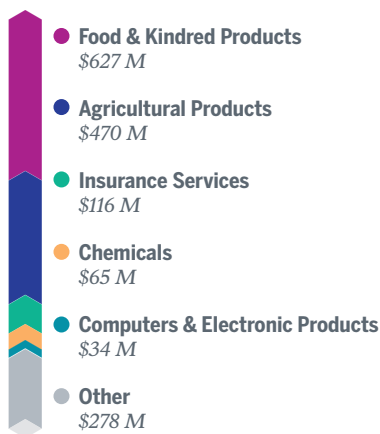 Food & Kindred Products
$627 M
Agricultural Products
$470 M
Insurance Services
$116 M
Chemicals
$65 M
Computers & Electronic Products
$34 M
Other
$278 M